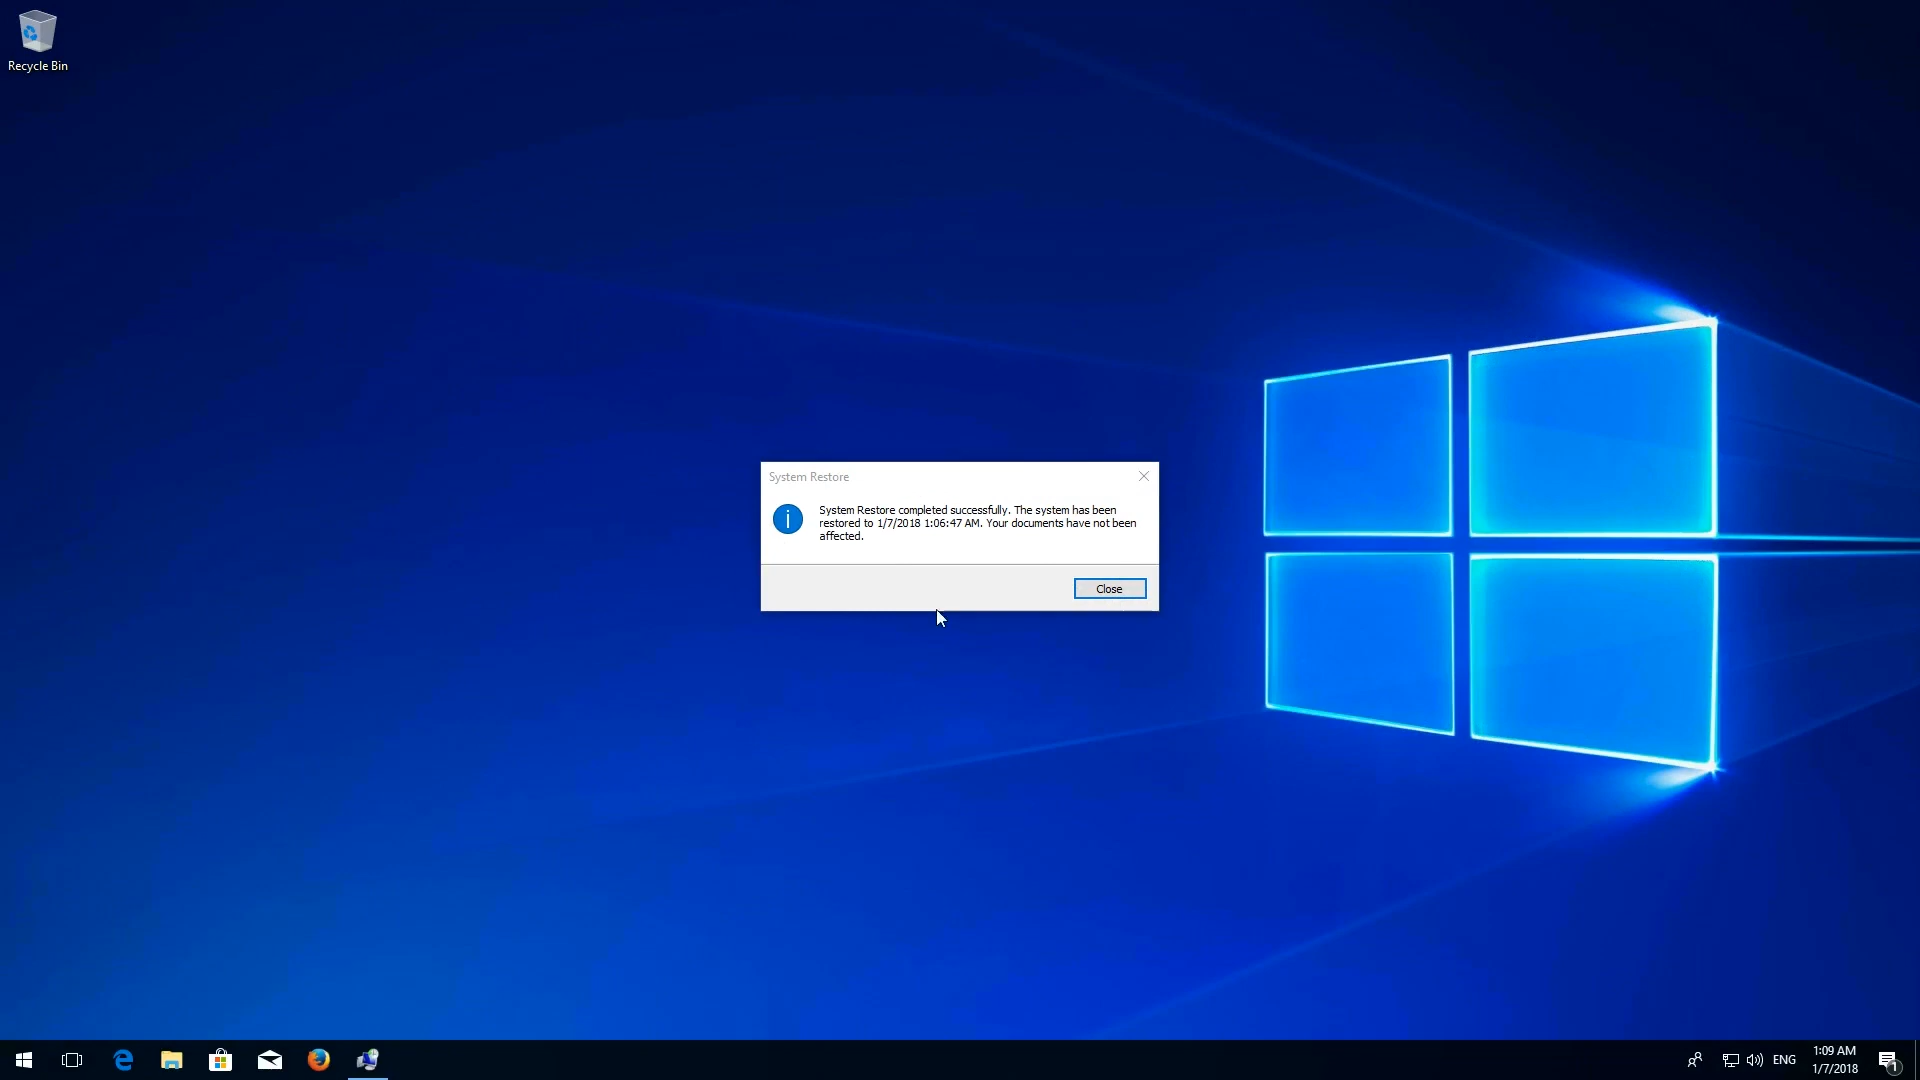 Recycle Bin
System Restore
System Restore completed successfully. The system has been
restored to 1/7/2018 1:06:47 AM. Your documents have not been
affected.
Close
ENG
1:09 AM
1/7/2018
1